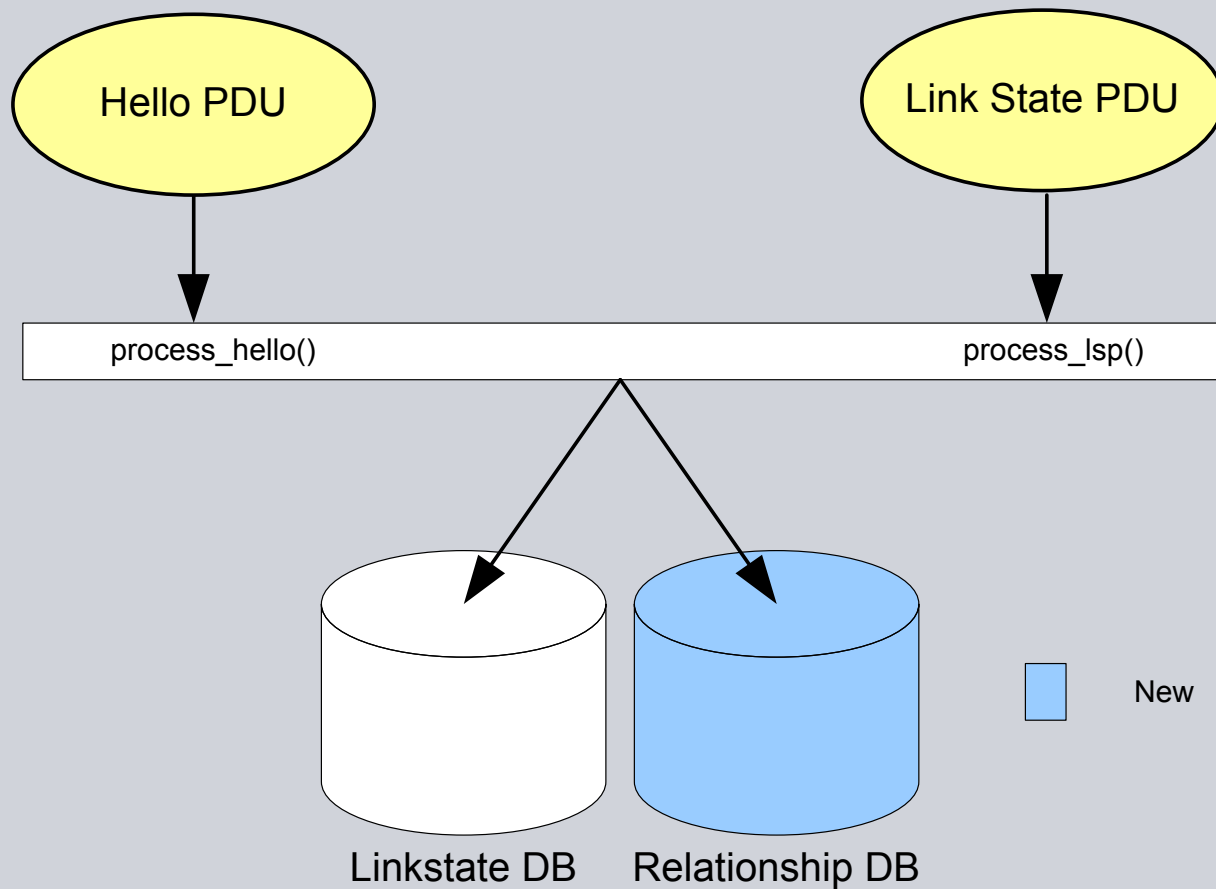 Hello PDU
Link State PDU
process_hello()
process_lsp()
New
Linkstate DB
Relationship DB